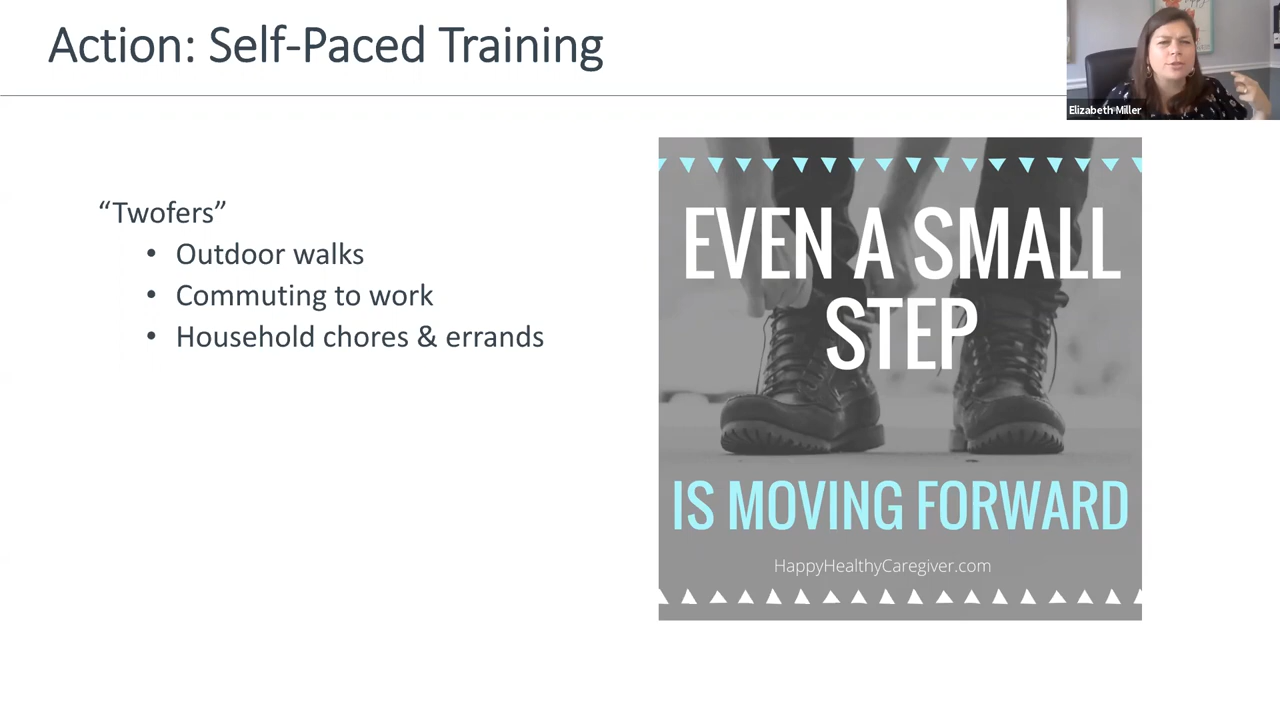 Action: Self-Paced Training
Elizabeth Miller
“Twofers”
• Outdoor walks
• Commuting to work
• Household chores & errands
EVEN A SMALL
STEP
IS MOVING FORWARD
HappyHealthyCaregiver.com